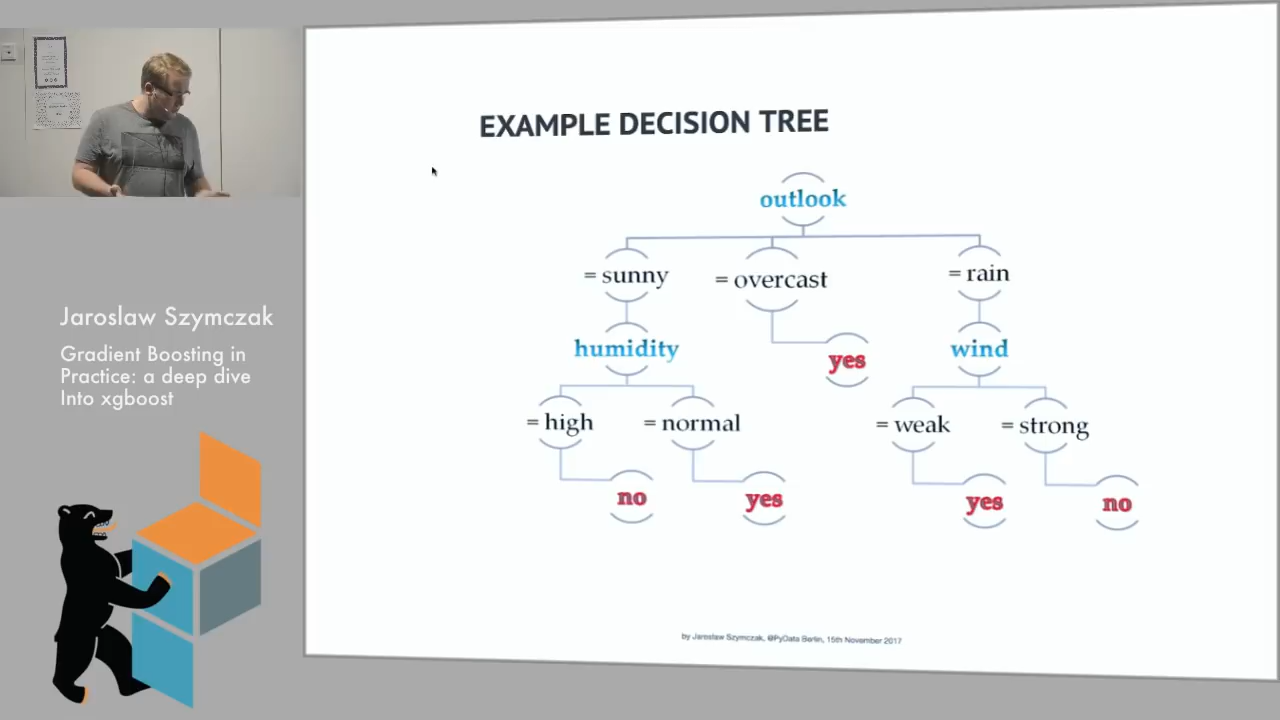 Jaroslaw Szymczak
Gradient Boosting in
Practice: a deep dive
Into xgboost
EXAMPLE DECISION TREE
outlook
= sunny
= overcast
= rain
humidity
yes
wind
= high
= normal
= weak
= strong
no
yes
yes
no
by Jaroslaw Szymczak, @PyData Berlin, 15th November 2017